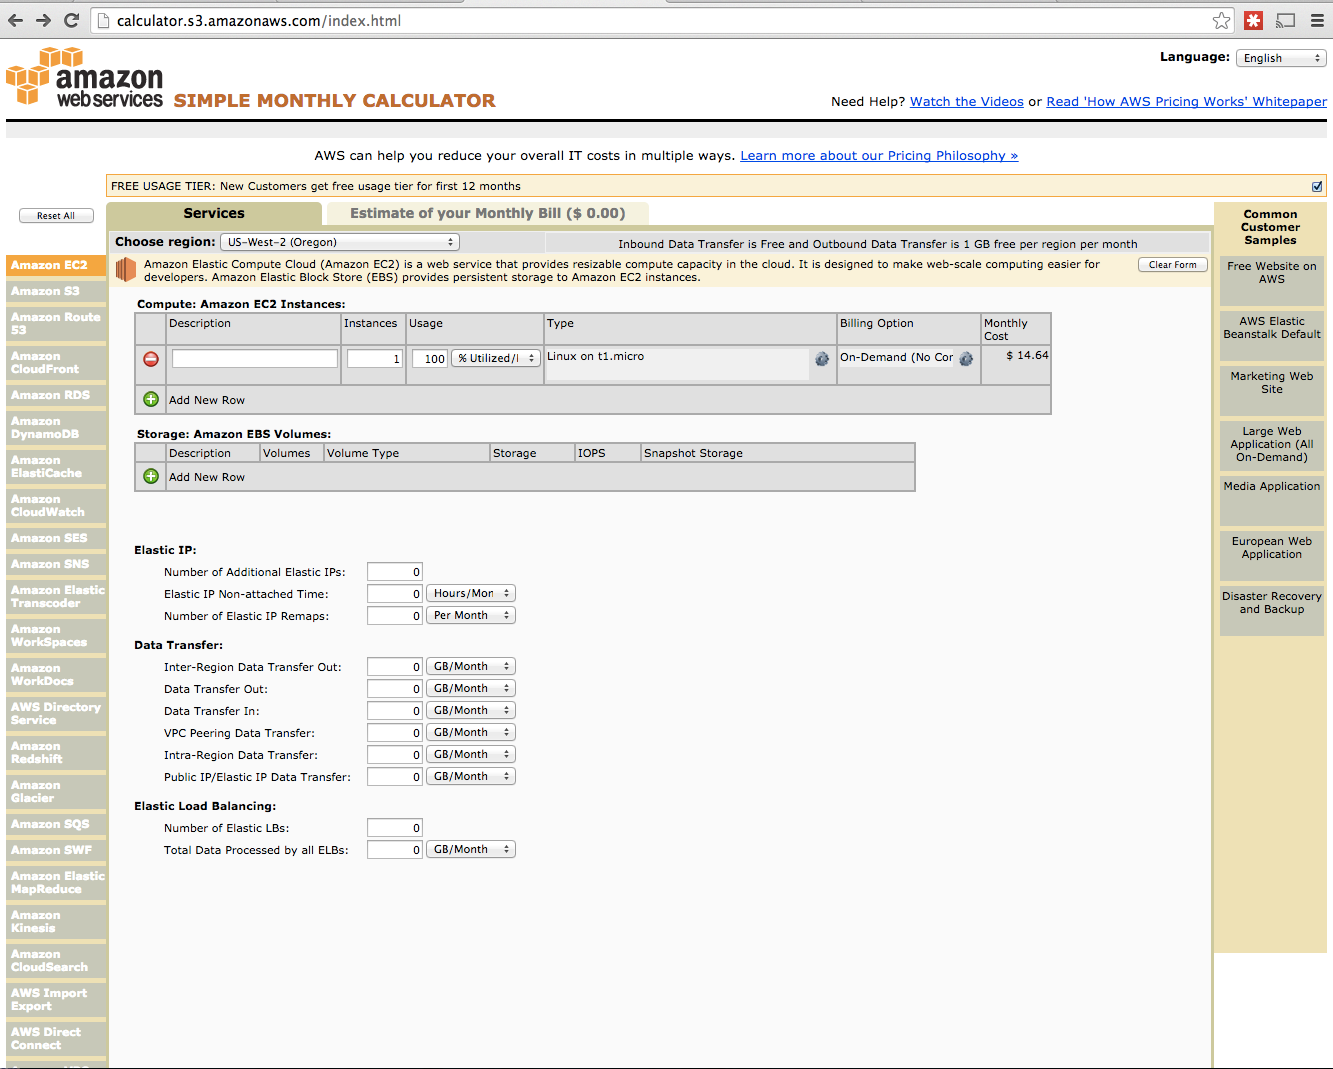 calculator.s3.amazonaws.com/index.html
Language: English
amazon
web services
SIMPLE MONTHLY CALCULATOR
Need Help? Watch the Videos or Read 'How AWS Pricing Works' Whitepaper
AWS can help you reduce your overall IT costs in multiple ways. Learn more about our Pricing Philosophy »
FREE USAGE TIER: New Customers get free usage tier for first 12 months
Reset All
Services
Estimate of your Monthly Bill ($ 0.00)
Choose region: US-West-2 (Oregon)
Inbound Data Transfer is Free and Outbound Data Transfer is 1 GB free per region per month
Amazon Elastic Compute Cloud (Amazon EC2) is a web service that provides resizable compute capacity in the cloud. It is designed to make web-scale computing easier for
developers. Amazon Elastic Block Store (EBS) provides persistent storage to Amazon EC2 instances.
Clear Form
Amazon EC2
Amazon S3
Amazon Route
53
Amazon
CloudFront
Amazon RDS
Amazon
DynamoDB
Amazon
ElastiCache
Amazon
CloudWatch
Amazon SES
Amazon SNS
Amazon Elastic
Transcoder
Amazon
WorkSpaces
Amazon
WorkDocs
AWS Directory
Service
Amazon
Redshift
Amazon
Glacier
Amazon SQS
Amazon SWF
Amazon Elastic
MapReduce
Amazon
Kinesis
Amazon
CloudSearch
AWS Import
Export
AWS Direct
Connect
Compute: Amazon EC2 Instances:
Description Instances Usage Type Billing Option Monthly
Cost
1 100 % Utilized/I Linux on t1.micro On-Demand (No Cor $ 14.64
Add New Row
Storage: Amazon EBS Volumes:
Description Volumes Volume Type Storage IOPS Snapshot Storage
Add New Row
Elastic IP:
Number of Additional Elastic IPs: 0
Elastic IP Non-attached Time: 0 Hours/Mon
Number of Elastic IP Remaps: 0 Per Month
Data Transfer:
Inter-Region Data Transfer Out: 0 GB/Month
Data Transfer Out: 0 GB/Month
Data Transfer In: 0 GB/Month
VPC Peering Data Transfer: 0 GB/Month
Intra-Region Data Transfer: 0 GB/Month
Public IP/Elastic IP Data Transfer: 0 GB/Month
Elastic Load Balancing:
Number of Elastic LBs: 0
Total Data Processed by all ELBs: 0 GB/Month
Common
Customer
Samples
Free Website on
AWS
AWS Elastic
Beanstalk Default
Marketing Web
Site
Large Web
Application (All
On-Demand)
Media Application
European Web
Application
Disaster Recovery
and Backup